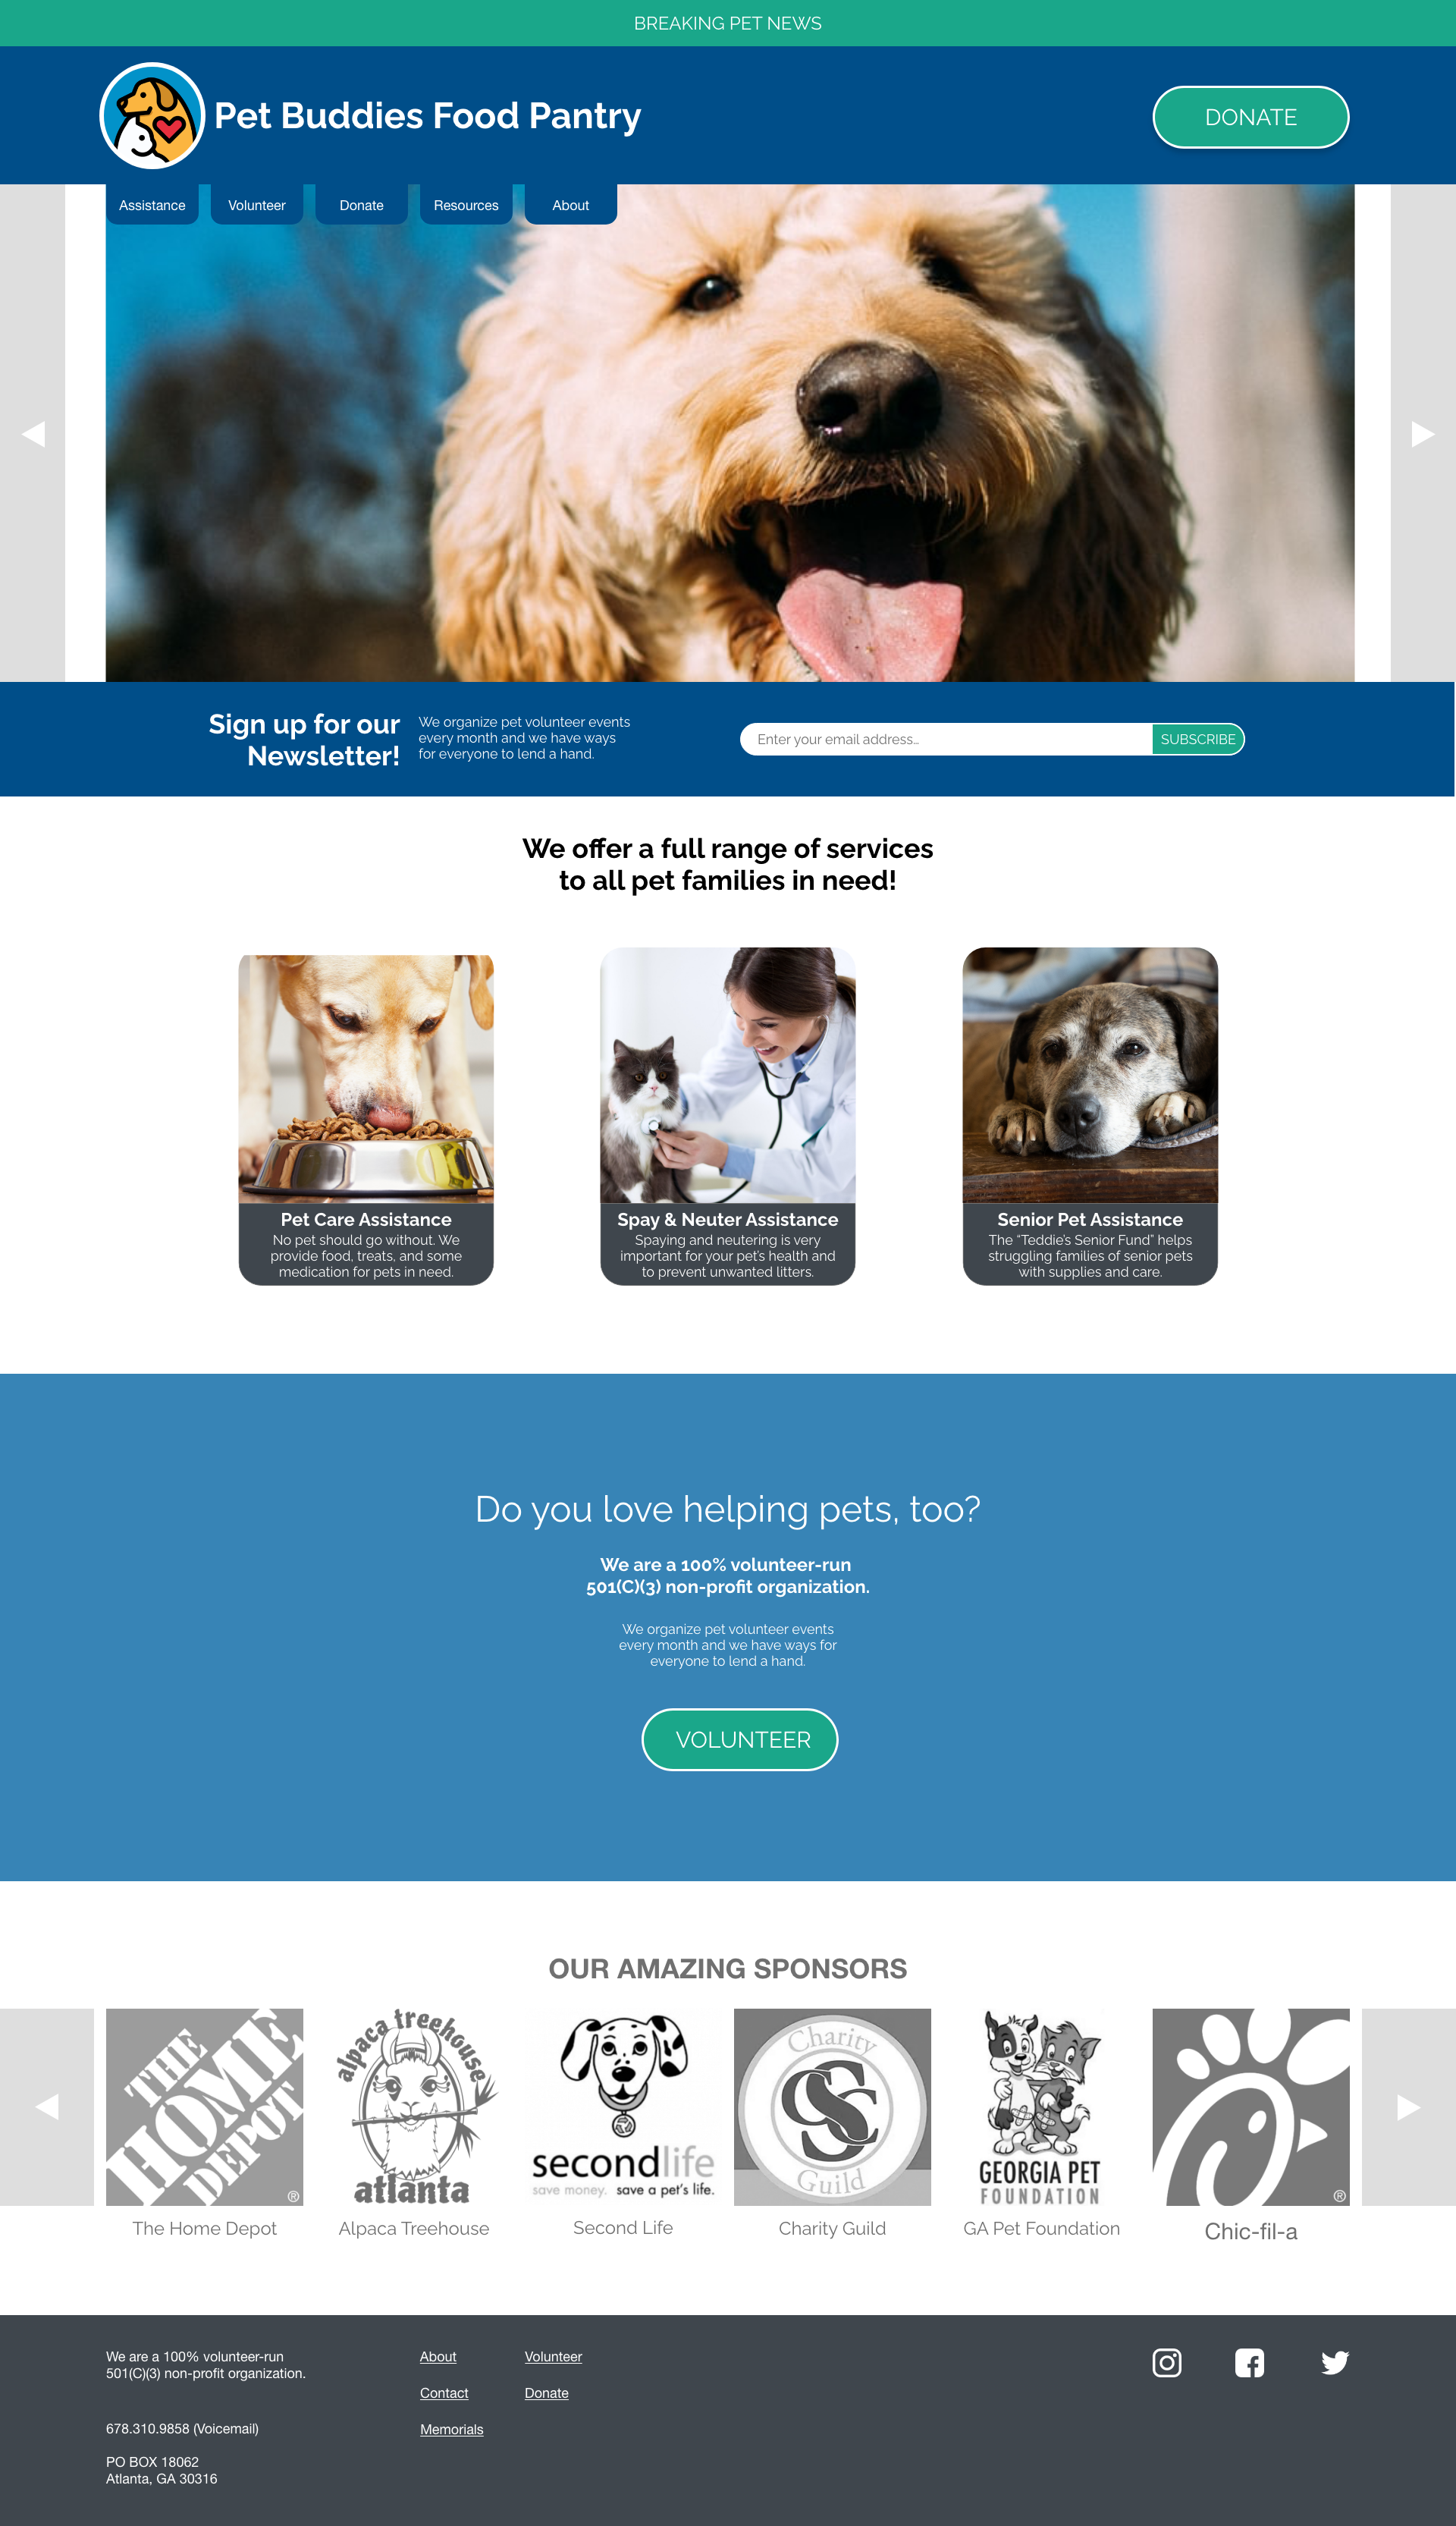 BREAKING PET NEWS
Pet Buddies Food Pantry
DONATE
Assistance
Volunteer
Donate
Resources
About
Sign up for our
Newsletter!
We organize pet volunteer events
every month and we have ways
for everyone to lend a hand.
Enter your email address...
SUBSCRIBE
We offer a full range of services
to all pet families in need!
Pet Care Assistance
No pet should go without. We
provide food, treats, and some
medication for pets in need.
Spay & Neuter Assistance
Spaying and neutering is very
important for your pet's health and
to prevent unwanted litters.
Senior Pet Assistance
The “Teddie's Senior Fund” helps
struggling families of senior pets
with supplies and care.
Do you love helping pets, too?
We are a 100% volunteer-run
501(C)(3) non-profit organization.
We organize pet volunteer events
every month and we have ways for
everyone to lend a hand.
VOLUNTEER
OUR AMAZING SPONSORS
THE
HOME
DEPOT
®
alpaca treehouse
atlanta
secondlife
save money. save a pet's life.
Charity
CS
Guild
GEORGIA PET
FOUNDATION
®
The Home Depot
Alpaca Treehouse
Second Life
Charity Guild
GA Pet Foundation
Chic-fil-a
We are a 100% volunteer-run
501(C)(3) non-profit organization.
678.310.9858 (Voicemail)
PO BOX 18062
Atlanta, GA 30316
About
Contact
Memorials
Volunteer
Donate